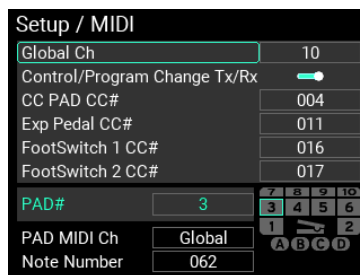 Setup / MIDI
Global Ch 10
Control/Program Change Tx/Rx
CC PAD CC# 004
Exp Pedal CC# 011
FootSwitch 1 CC# 016
FootSwitch 2 CC# 017
PAD# 3
7 8 9 10
3 4 5 6
1 2
A B C D
PAD MIDI Ch Global
Note Number 062